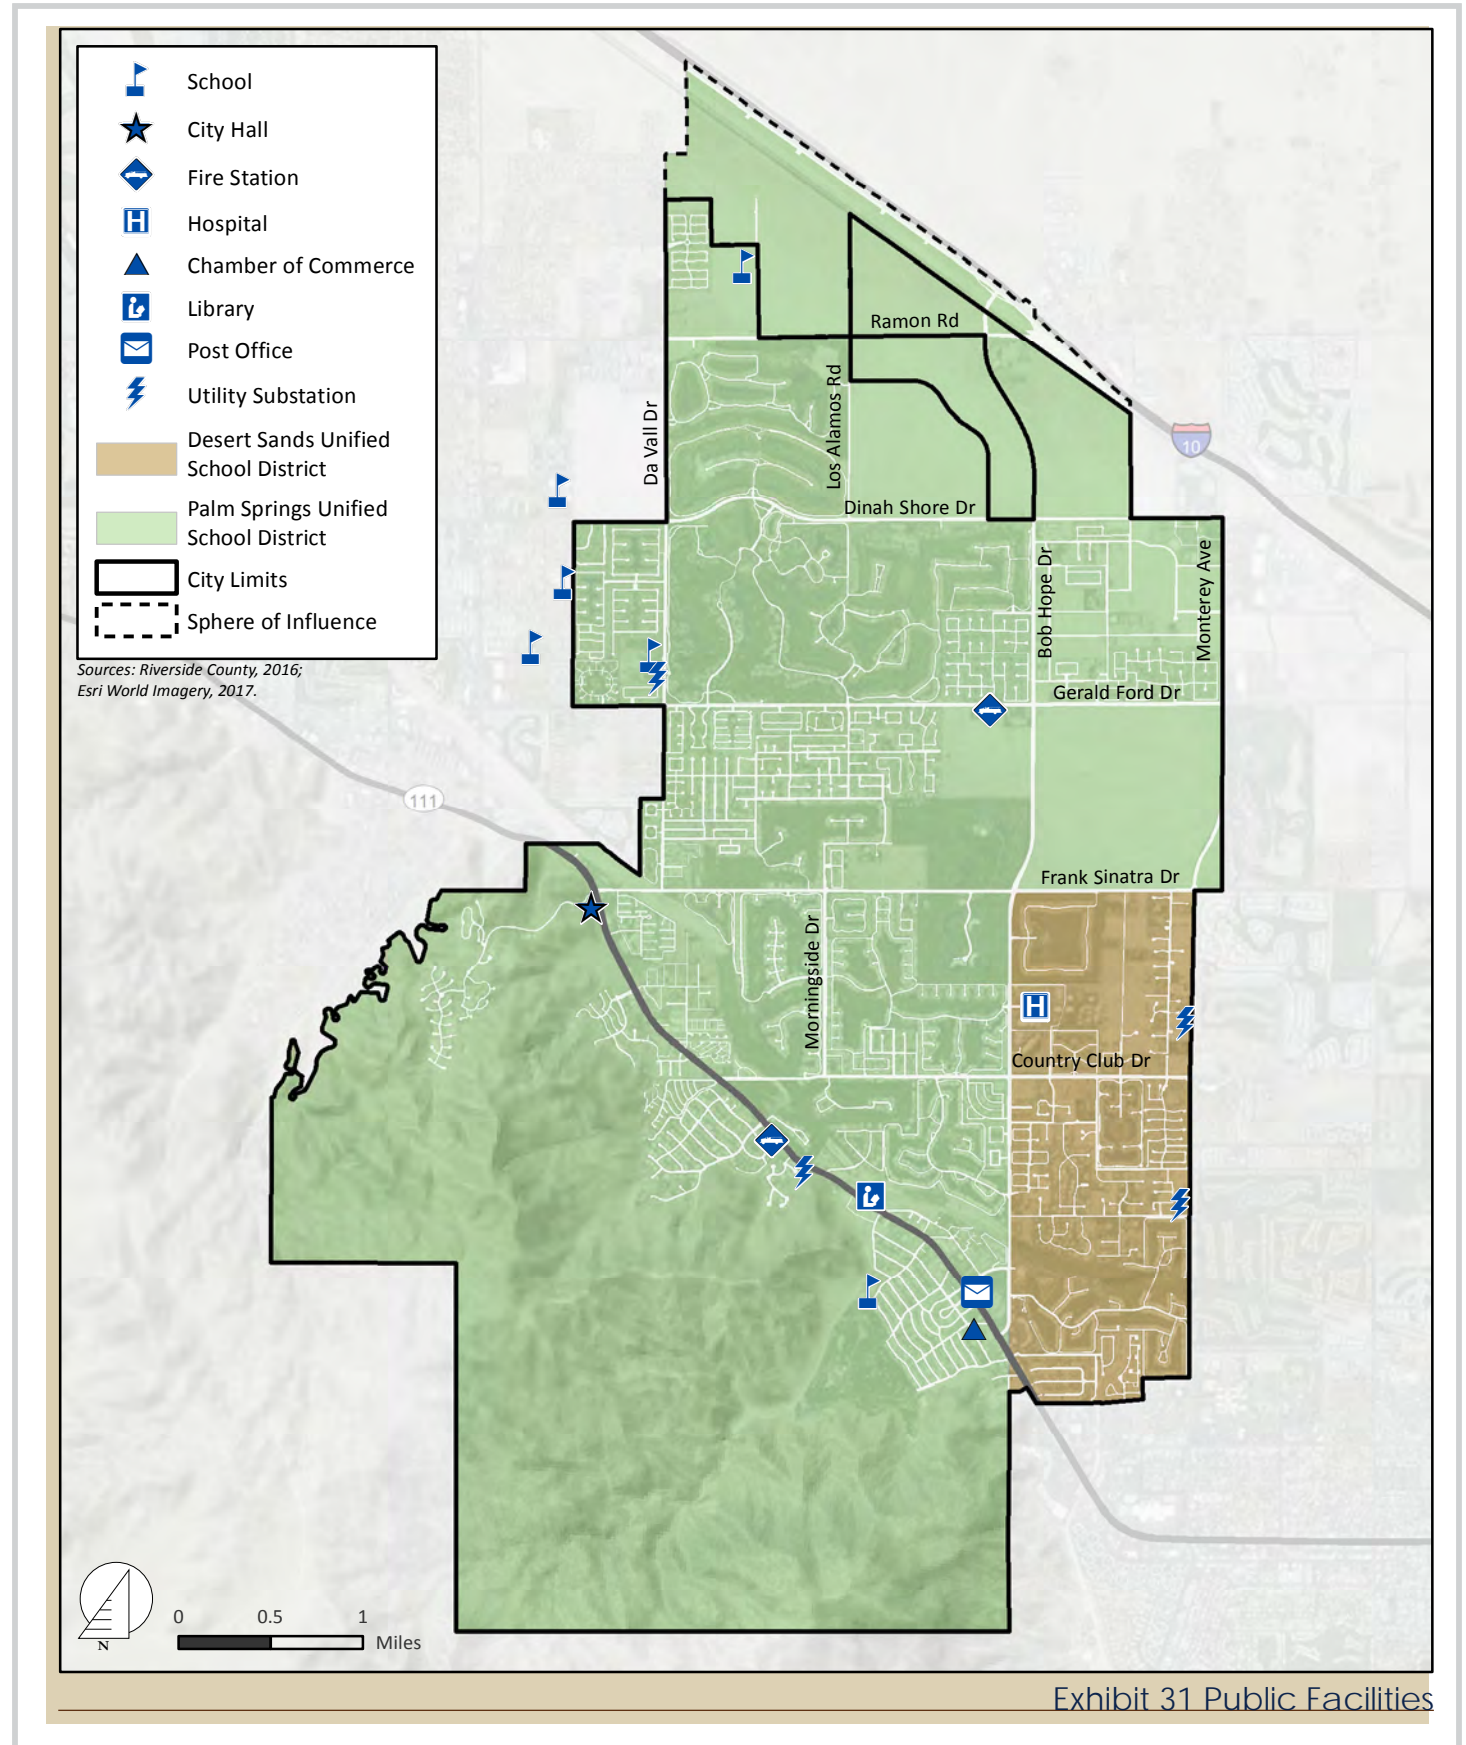 School
City Hall
Fire Station
Hospital
Chamber of Commerce
Library
Post Office
Utility Substation
Desert Sands Unified
School District
Palm Springs Unified
School District
City Limits
Sphere of Influence
Sources: Riverside County, 2016;
Esri World Imagery, 2017.
Ramon Rd
Da Vall Dr
Los Alamos Rd
10
Dinah Shore Dr
Bob Hope Dr
Monterey Ave
Gerald Ford Dr
111
Frank Sinatra Dr
Morningside Dr
H
Country Club Dr
N
0 0.5 1
Miles
Exhibit 31 Public Facilities